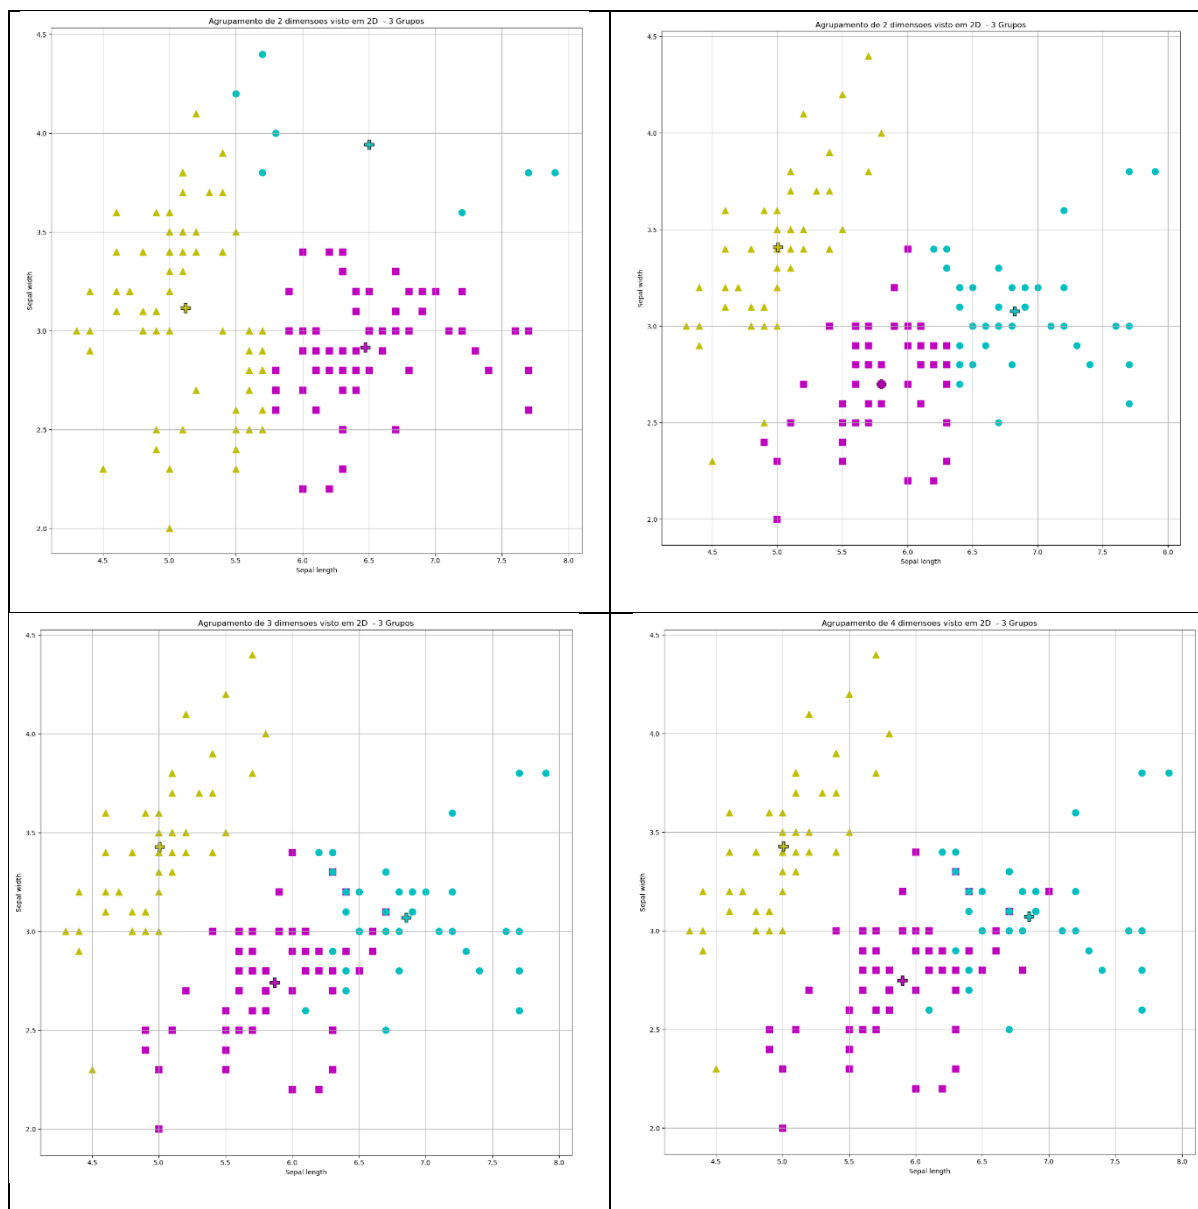 Agrupamento de 2 dimensoes visto em 2D - 3 Grupos
4.5
4.0
3.5
3.0
2.5
2.0
Sepal width
4.5 5.0 5.5 6.0 6.5 7.0 7.5 8.0
Sepal length
Agrupamento de 2 dimensoes visto em 2D - 3 Grupos
4.5
4.0
3.5
3.0
2.5
2.0
Sepal width
4.5 5.0 5.5 6.0 6.5 7.0 7.5 8.0
Sepal length
Agrupamento de 3 dimensoes visto em 2D - 3 Grupos
4.5
4.0
3.5
3.0
2.5
2.0
Sepal width
4.5 5.0 5.5 6.0 6.5 7.0 7.5 8.0
Sepal length
Agrupamento de 4 dimensoes visto em 2D - 3 Grupos
4.5
4.0
3.5
3.0
2.5
2.0
Sepal width
4.5 5.0 5.5 6.0 6.5 7.0 7.5 8.0
Sepal length